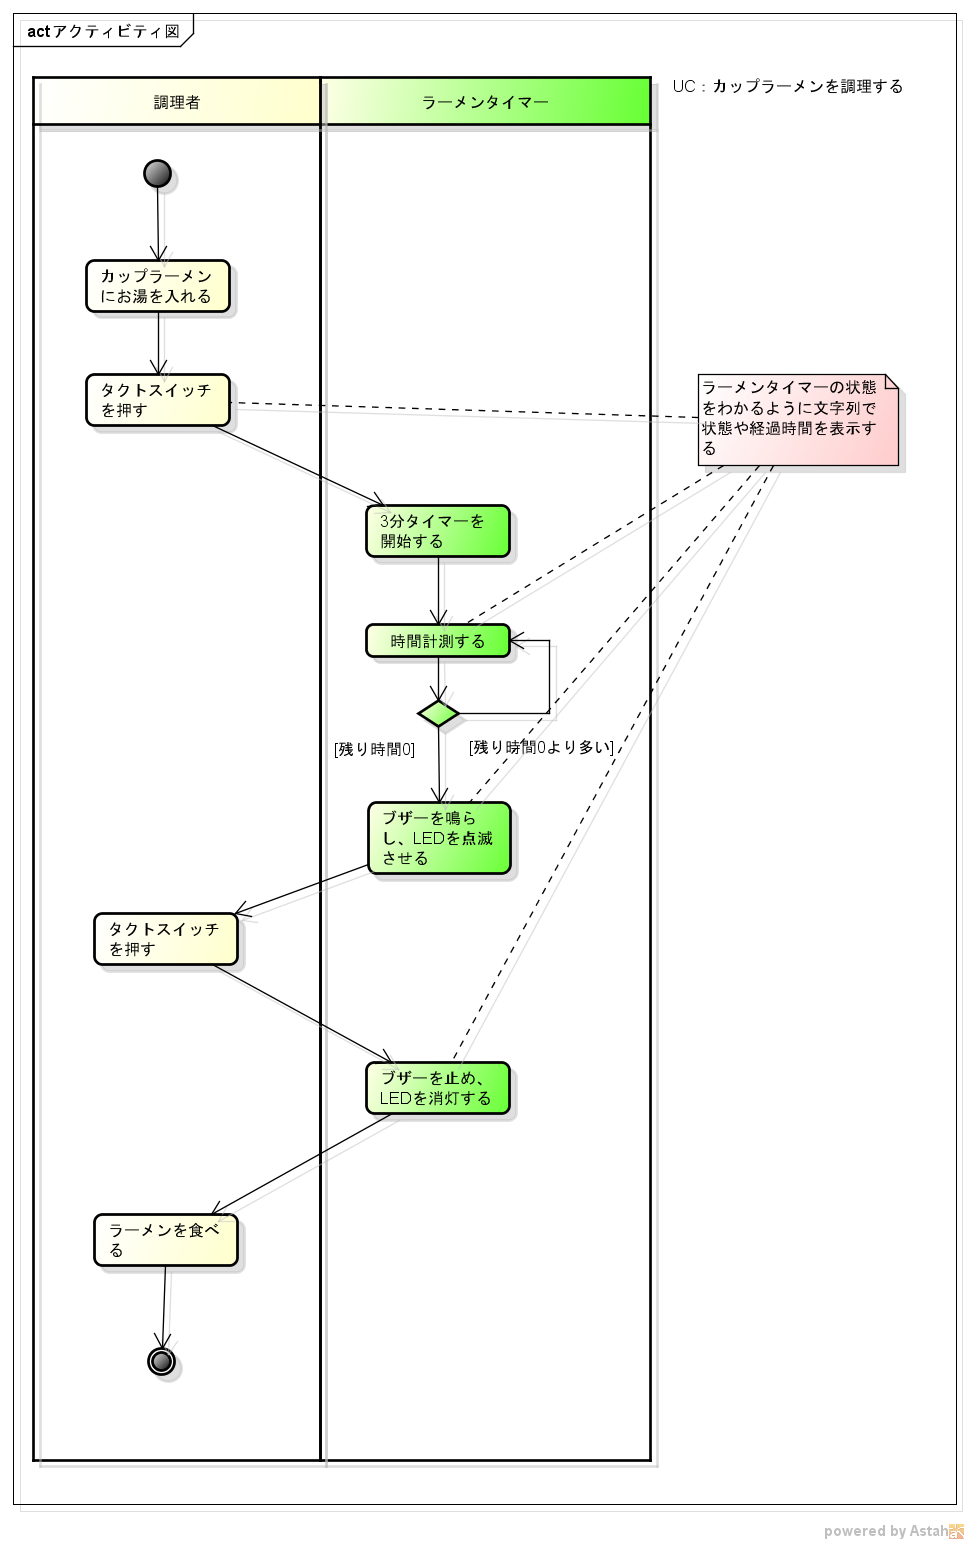 act アクティビティ図
UC：カップラーメンを調理する
調理者
ラーメンタイマー
カップラーメン
にお湯を入れる
タクトスイッチ
を押す
ラーメンタイマーの状態
をわかるように文字列で
状態や経過時間を表示す
る
3分タイマーを
開始する
時間計測する
[残り時間0]
[残り時間0より多い]
ブザーを鳴ら
し、LEDを点滅
させる
タクトスイッチ
を押す
ブザーを止め、
LEDを消灯する
ラーメンを食べ
る
powered by Astah